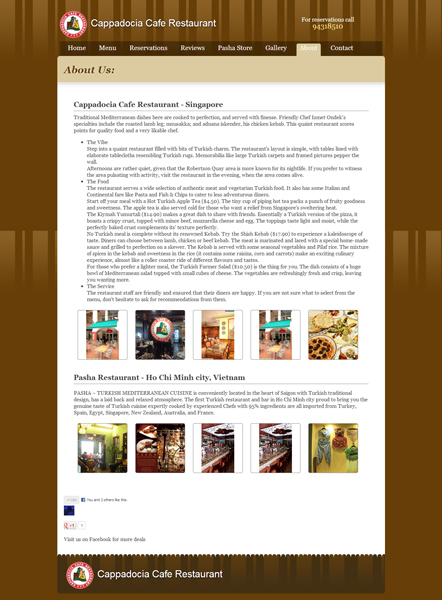 Cappadocia Cafe Restaurant
For reservations call
94318510
Home Menu Reservations Reviews Pasha Store Gallery About Contact
About Us:
Cappadocia Cafe Restaurant - Singapore
Traditional Mediterranean dishes here are cooked to perfection, and served with finesse. Friendly Chef Izmet Ondek's
specialties include the roasted lamb leg; mousakka; and aduana iskender, his chicken kebab. This quaint restaurant scores
points for quality food and a very likable chef.
• The Vibe
Step into a quaint restaurant filled with bits of Turkish charm. The restaurant's layout is simple, with tables lined with
elaborate tablecloths resembling Turkish rugs. Memorabilia like large Turkish carpets and framed pictures pepper the
wall.
Afternoons are rather quiet, given that the Robertson Quay area is more known for its nightlife. If you prefer to witness
the area pulsating with activity, visit the restaurant in the evening, when the area comes alive.
• The Food
The restaurant serves a wide selection of authentic meat and vegetarian Turkish food. It also has some Italian and
Continental fare like Pasta and Fish & Chips to cater to less adventurous diners.
Start off your meal with a Hot Turkish Apple Tea ($4.50). The tiny cup of piping hot tea packs a punch of fruity goodness
and sweetness. The apple tea is also served cold for those who want a relief from Singapore's sweltering heat.
The Kiymali Yumurtali ($14.90) makes a great dish to share with friends. Essentially a Turkish version of the pizza, it
boasts a crispy crust, topped with minced beef, mozzarella cheese and egg. The toppings taste light and moist, while the
perfectly baked crust complements its' texture perfectly.
No Turkish meal is complete without its renowned Kebab. Try the Shish Kebab ($17.90) to experience a kaleidoscope of
taste. Diners can choose between lamb, chicken or beef kebab. The meat is marinated and laced with a special home-made
sauce and grilled to perfection on a skewer. The Kebab is served with some seasonal vegetables and Pilaf rice. The mixture
of spices in the kebab and sweetness in the rice (it contains some raisins, corn and carrots) make an exciting culinary
experience, almost like a roller coaster ride of different flavours and tastes.
For those who prefer a lighter meal, the Turkish Farmer Salad ($10.50) is the thing for you. The dish consists of a huge
bowl of Mediterranean salad topped with small cubes of cheese. The vegetables are refreshingly fresh and crisp, leaving
you wanting more.
• The Service
The restaurant staff are friendly and ensured that their diners are happy. If you are not sure what to select from the
menu, don't hesitate to ask for recommendations from them.
Pasha Restaurant - Ho Chi Minh city, Vietnam
PASHA – TURKISH MEDITERRANEAN CUISINE is conveniently located in the heart of Saigon with Turkish traditional
design, has a laid back and relaxed atmosphere. The first Turkish restaurant and bar in Ho Chi Minh city proud to bring you the
genuine taste of Turkish cuisine expertly cooked by experienced Chefs with 95% ingredients are all imported from Turkey,
Spain, Egypt, Singapore, New Zealand, Australia, and France.
You and 2 others like this.
+1
Visit us on Facebook for more deals
Cappadocia Cafe Restaurant